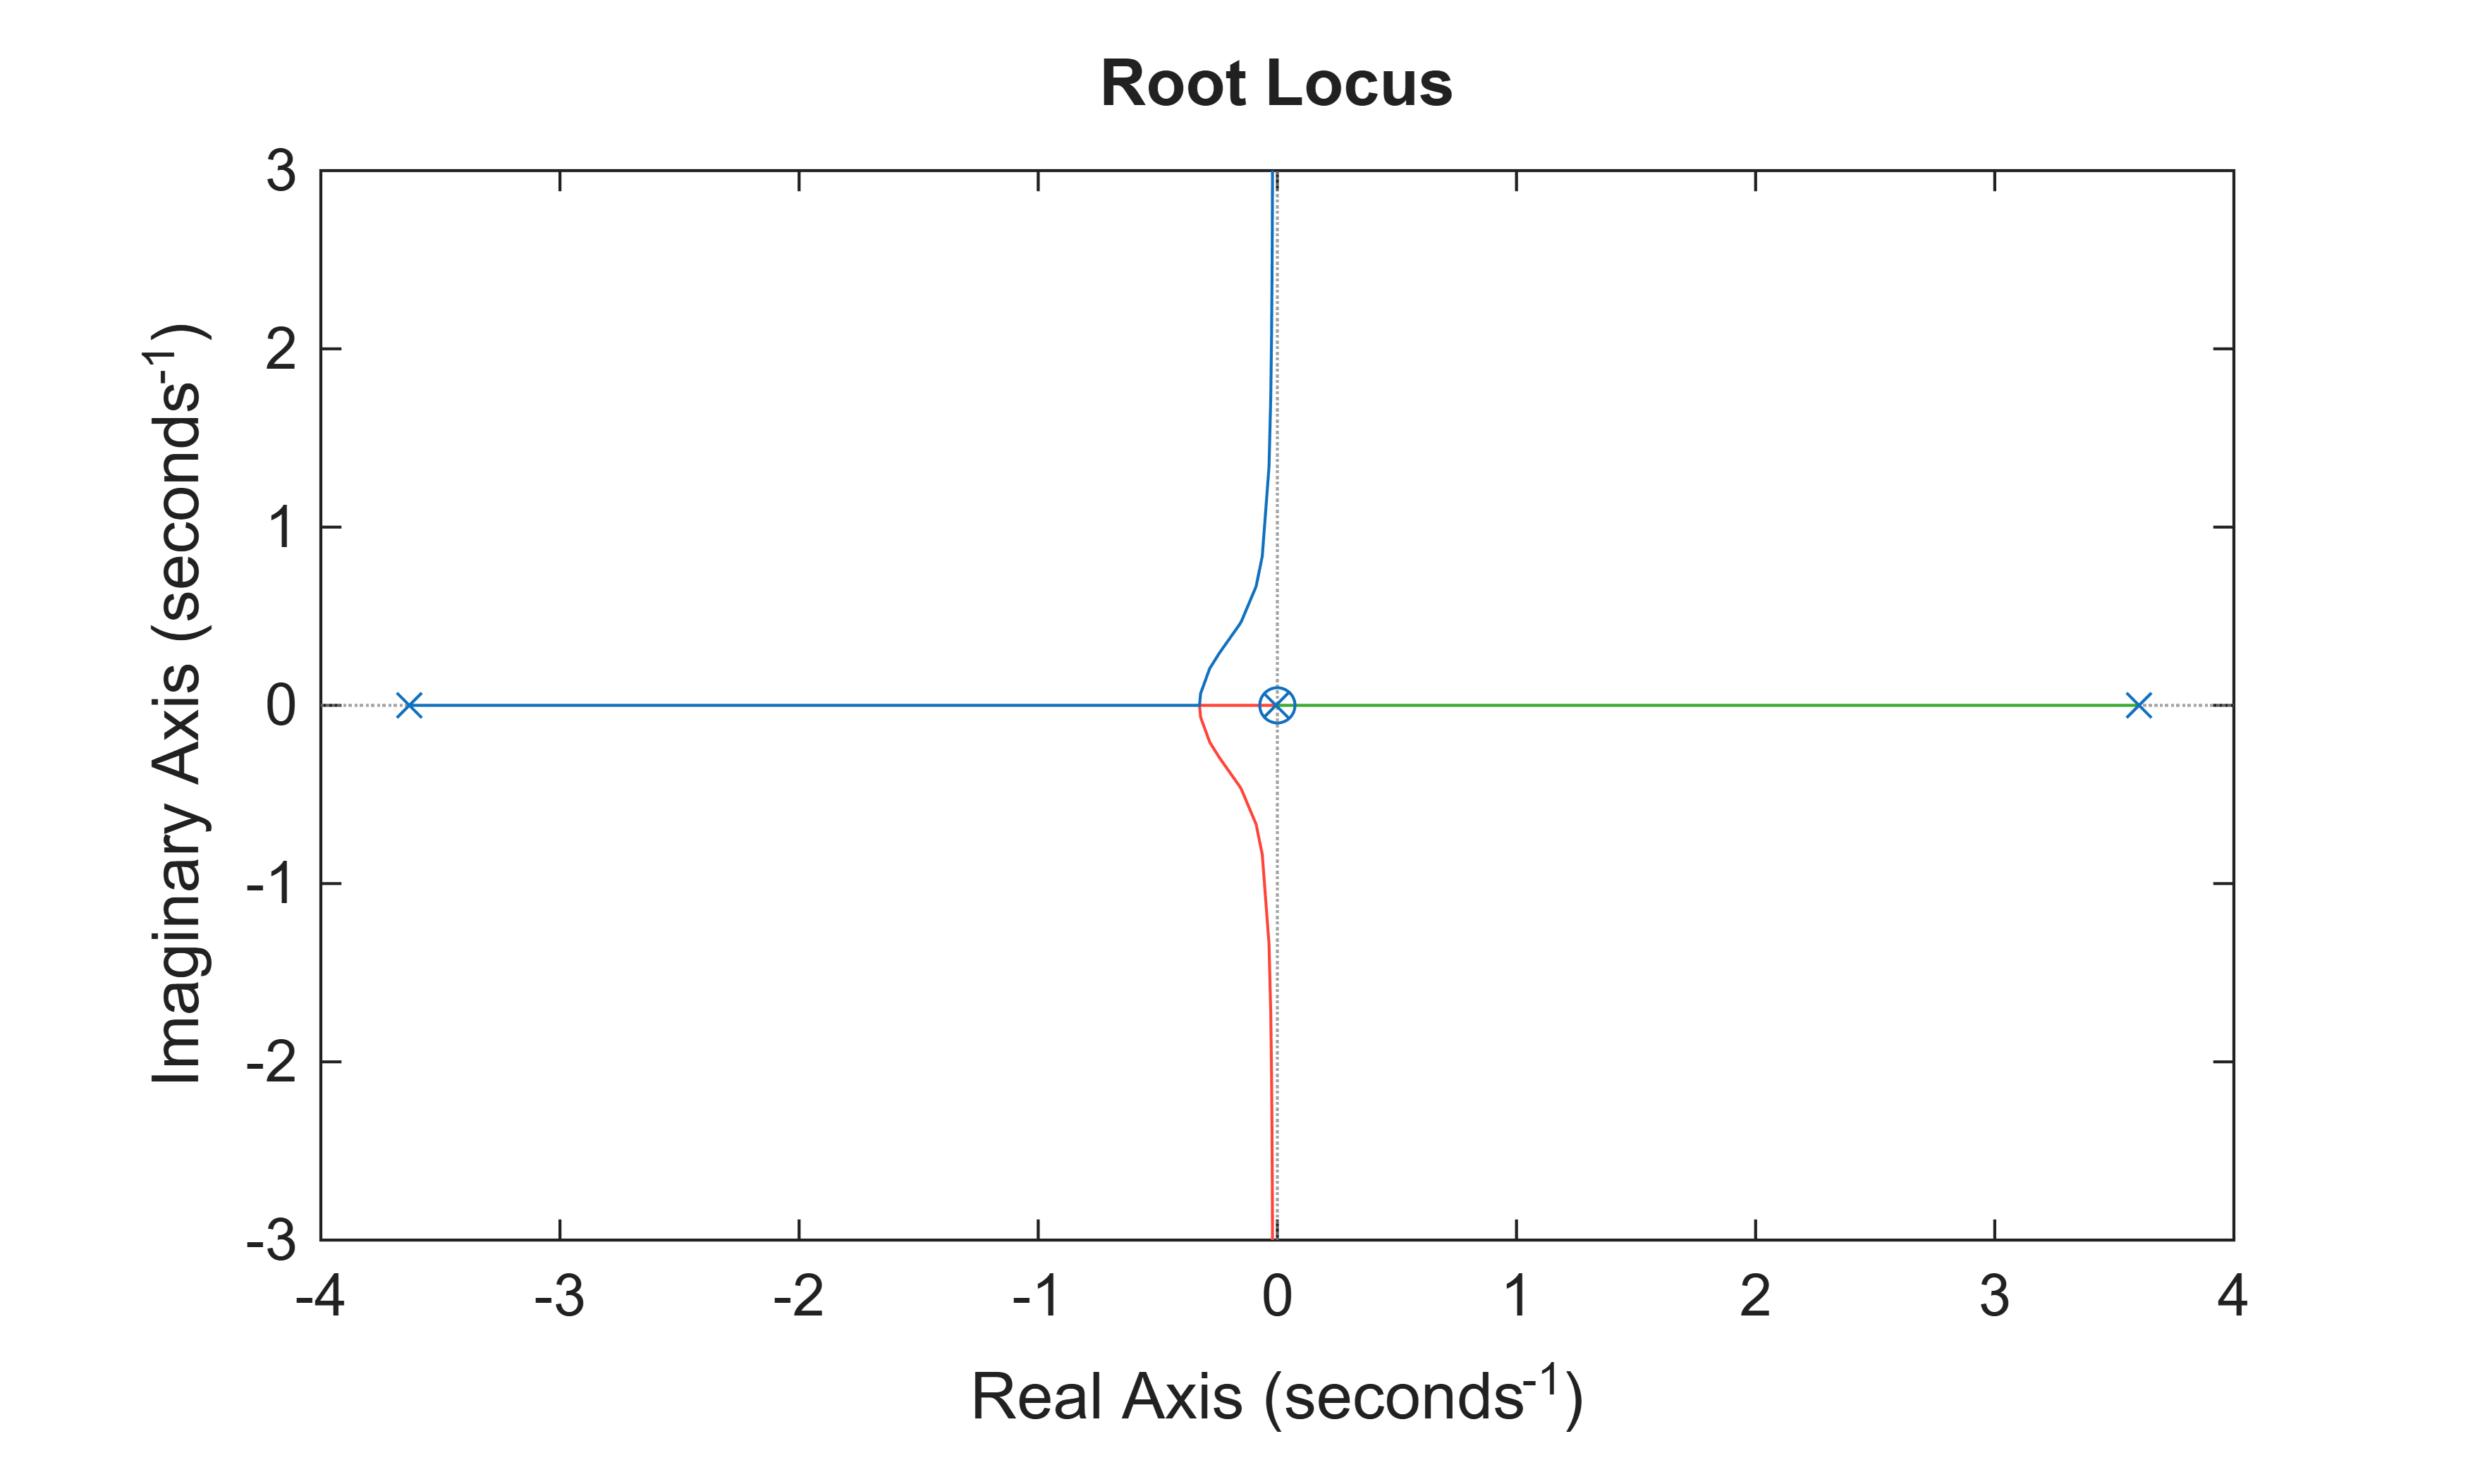 Root Locus
3
2
1
0
-1
-2
-3
Imaginary Axis (seconds⁻¹)
-4 -3 -2 -1 0 1 2 3 4
Real Axis (seconds⁻¹)